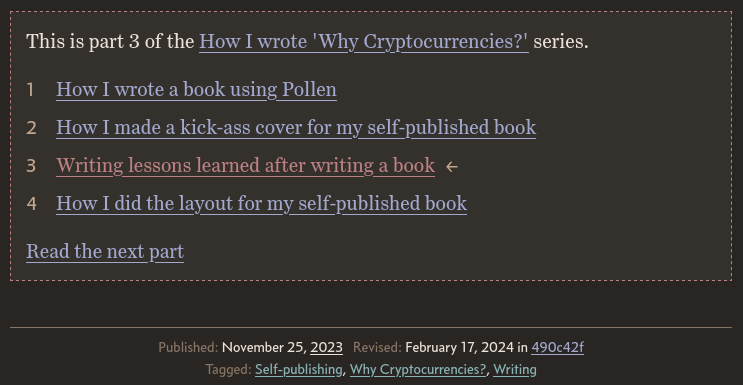 This is part 3 of the How I wrote 'Why Cryptocurrencies?' series.
1 How I wrote a book using Pollen
2 How I made a kick-ass cover for my self-published book
3 Writing lessons learned after writing a book ←
4 How I did the layout for my self-published book
Read the next part
Published: November 25, 2023 Revised: February 17, 2024 in 490c42f
Tagged: Self-publishing, Why Cryptocurrencies?, Writing